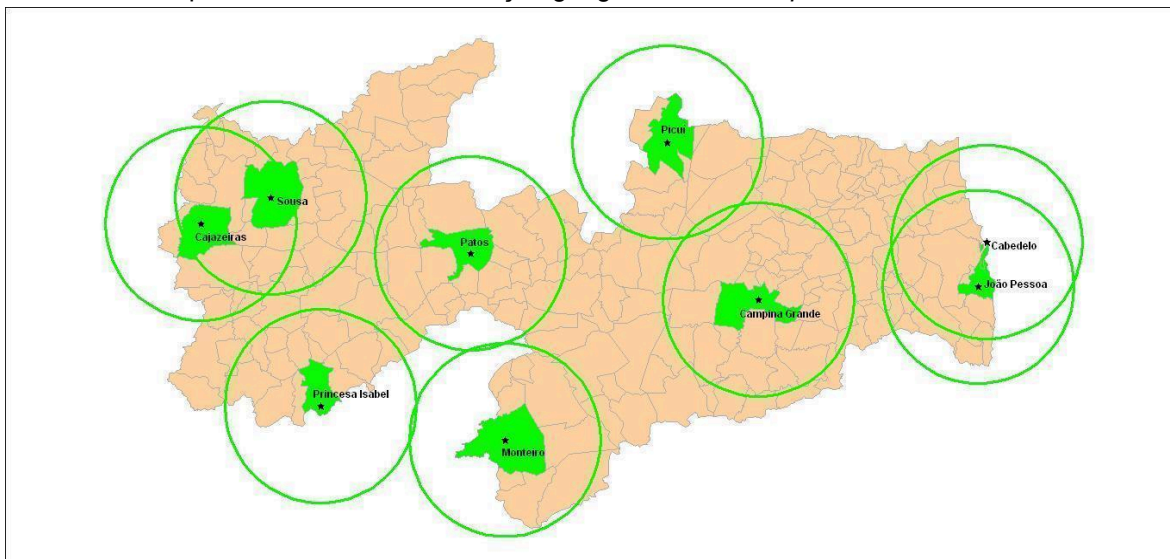 Picuí
Sousa
Cajazeiras
Patos
Cabedelo
João Pessoa
Campina Grande
Princesa Isabel
Monteiro